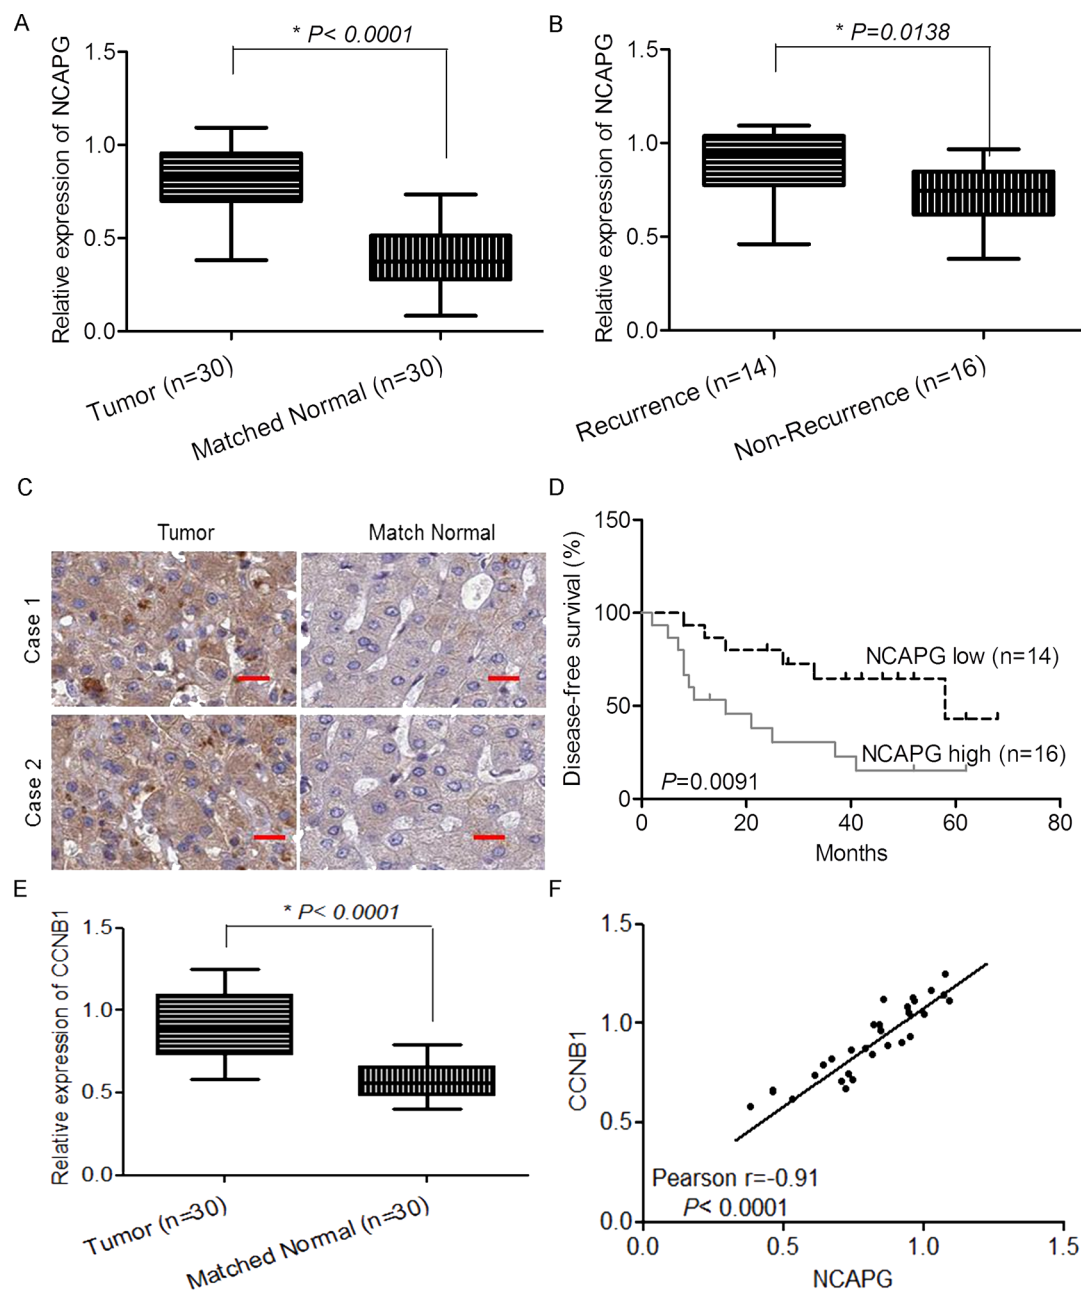 A
* P< 0.0001
Relative expression of NCAPG
1.5
1.0
0.5
0.0
Tumor (n=30)
Matched Normal (n=30)
B
* P=0.0138
Relative expression of NCAPG
1.5
1.0
0.5
0.0
Recurrence (n=14)
Non-Recurrence (n=16)
C
Tumor
Match Normal
Case 1
Case 2
D
Disease-free survival (%)
150
100
50
0
NCAPG low (n=14)
NCAPG high (n=16)
P=0.0091
0
20
40
60
80
Months
E
* P< 0.0001
Relative expression of CCNB1
1.5
1.0
0.5
0.0
Tumor (n=30)
Matched Normal (n=30)
F
CCNB1
1.5
1.0
0.5
0.0
Pearson r=-0.91
P< 0.0001
0.0
0.5
1.0
1.5
NCAPG